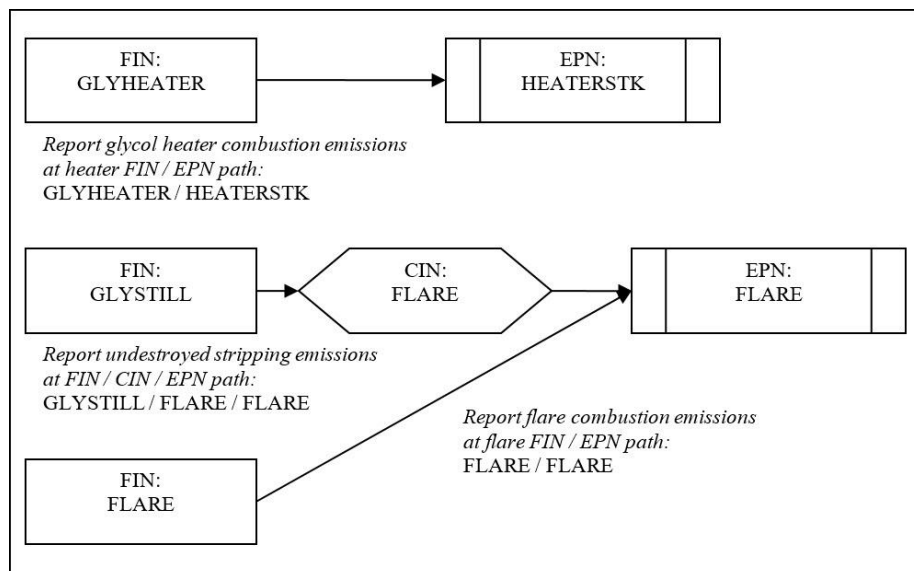 FIN:
GLYHEATER
EPN:
HEATERSTK
Report glycol heater combustion emissions
at heater FIN / EPN path:
GLYHEATER / HEATERSTK
FIN:
GLYSTILL
CIN:
FLARE
EPN:
FLARE
Report undestroyed stripping emissions
at FIN / CIN / EPN path:
GLYSTILL / FLARE / FLARE
Report flare combustion emissions
at flare FIN / EPN path:
FLARE / FLARE
FIN:
FLARE